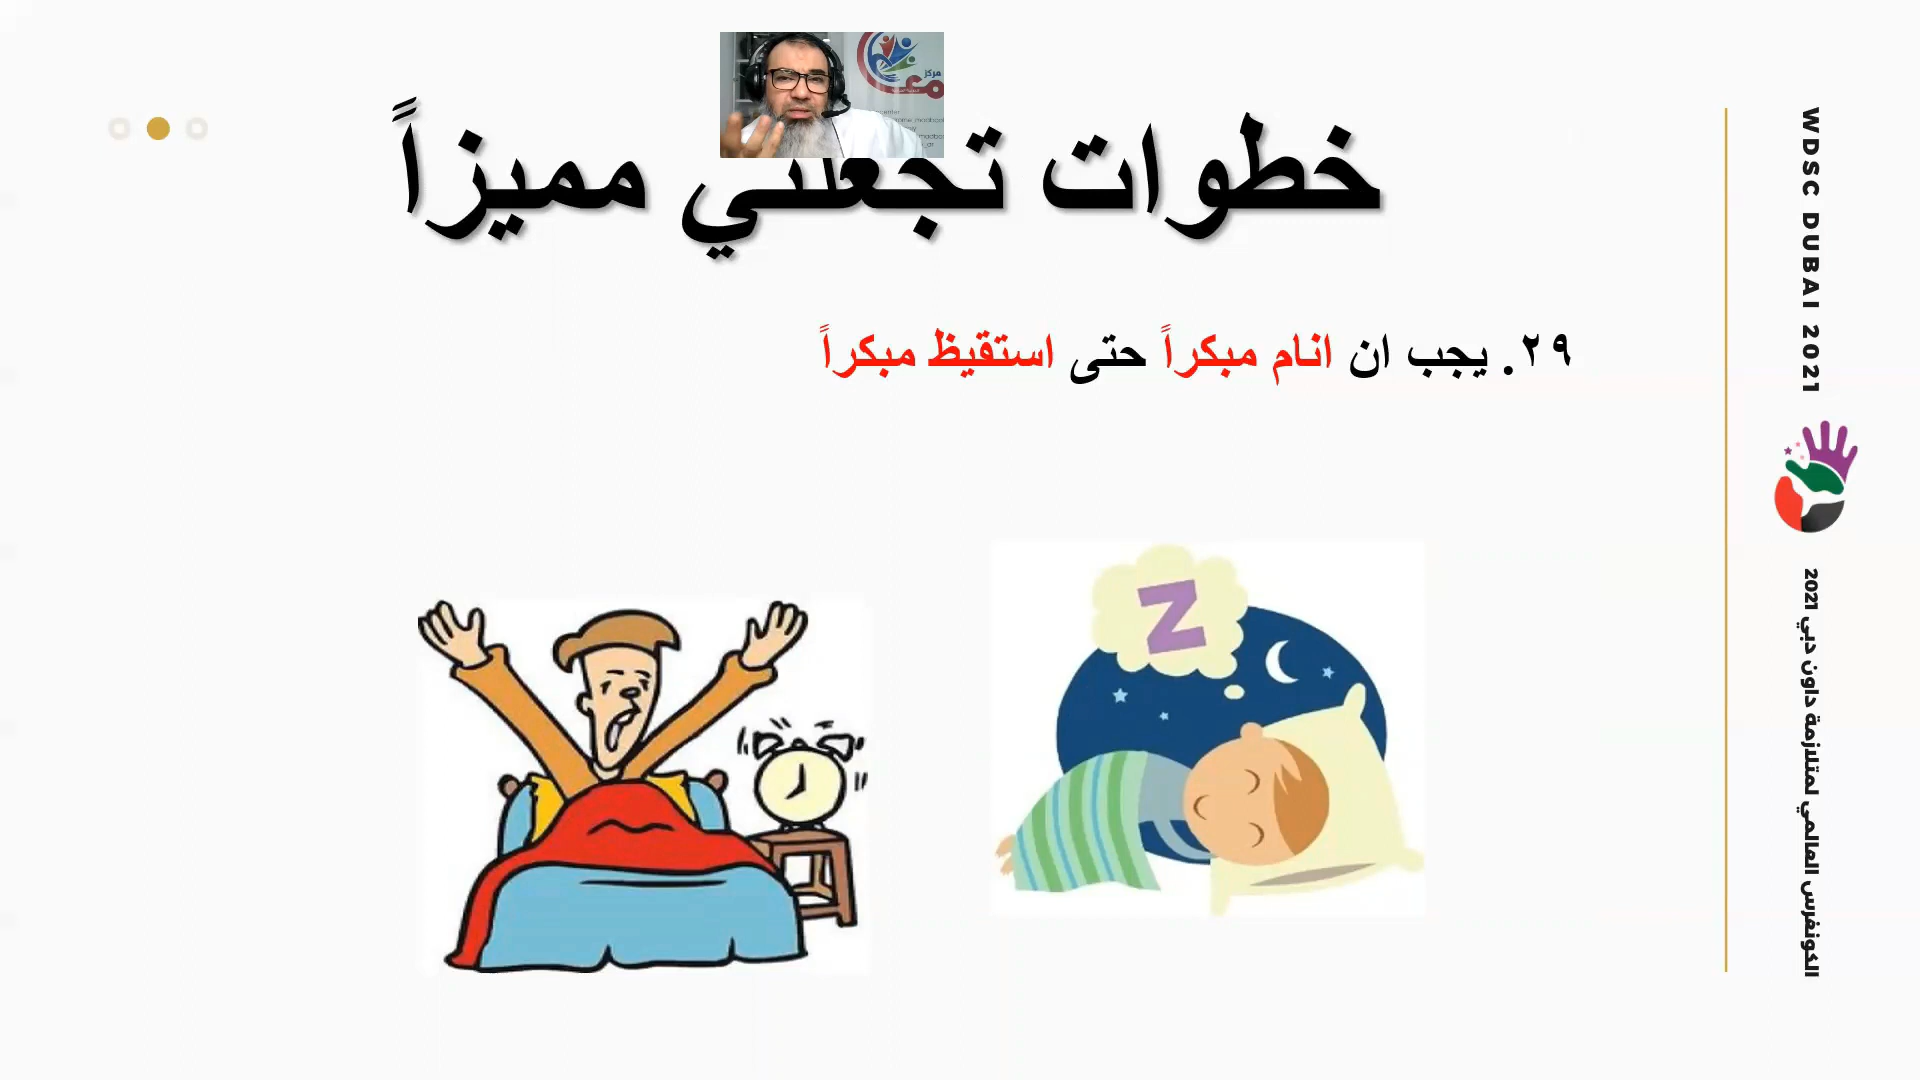 خطوات تجعلني مميزاً
٢٩. يجب ان انام مبكراً حتى استقيظ مبكراً
Z
WDSC DUBAI 2021
الكونفرس العالمي لمتلازمة داون دبي 2021
مركز